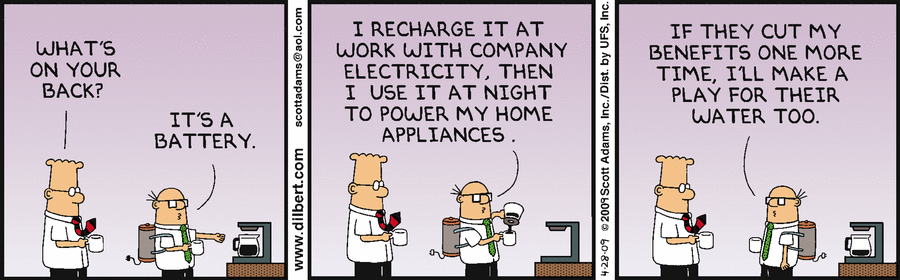 WHAT'S
ON YOUR
BACK?
IT'S A
BATTERY.
www.dilbert.com scottadams@aol.com
I RECHARGE IT AT
WORK WITH COMPANY
ELECTRICITY, THEN
I USE IT AT NIGHT
TO POWER MY HOME
APPLIANCES.
4-28-09 © 2009 Scott Adams, Inc./Dist. by UFS, Inc.
IF THEY CUT MY
BENEFITS ONE MORE
TIME, I'LL MAKE A
PLAY FOR THEIR
WATER TOO.